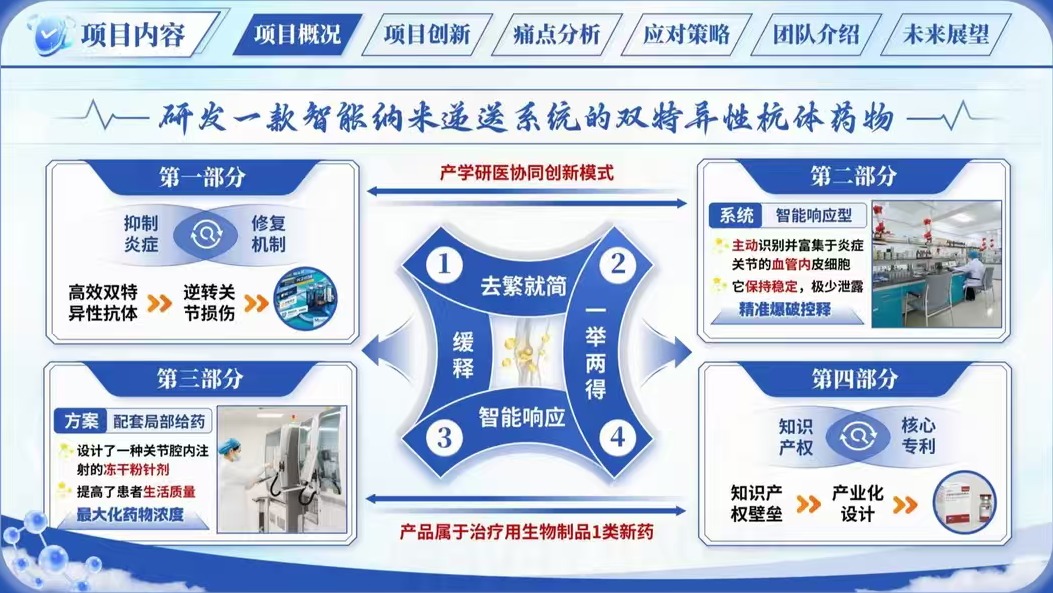 项目内容
项目概况
项目创新
痛点分析
应对策略
团队介绍
未来展望
研发一款智能纳米递送系统的双特异性抗体药物
第一部分
抑制
炎症
修复
机制
高效双特
异性抗体
逆转关
节损伤
产学研医协同创新模式
第二部分
系统 智能响应型
主动识别并富集于炎症
关节的血管内皮细胞
它保持稳定，极少泄露
精准爆破控释
1
去繁就简
2
一举两得
缓释
3
智能响应
4
第三部分
方案 配套局部给药
设计了一种关节腔内注
射的冻干粉针剂
提高了患者生活质量
最大化药物浓度
产品属于治疗用生物制品1类新药
第四部分
知识
产权
核心
专利
知识产
权壁垒
产业化
设计